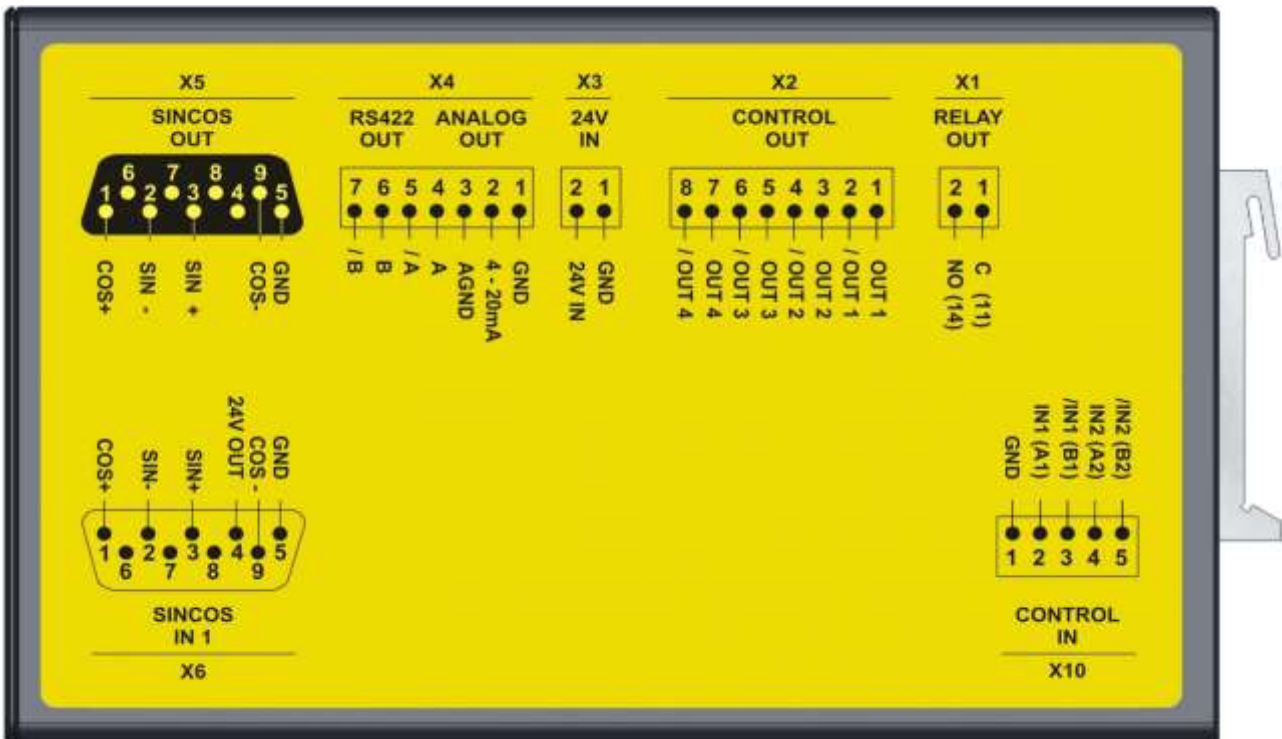 X5
SINCOS
OUT
6 7 8 9
1 2 3 4 5
COS+
SIN -
SIN +
COS-
GND
X4
RS422 ANALOG
OUT OUT
7 6 5 4 3 2 1
/ B
B
/ A
A
AGND
4 - 20mA
GND
X3
24V
IN
2 1
24V IN
GND
X2
CONTROL
OUT
8 7 6 5 4 3 2 1
/ OUT 4
OUT 4
/ OUT 3
OUT 3
/ OUT 2
OUT 2
/ OUT 1
OUT 1
X1
RELAY
OUT
2 1
NO (14)
C (11)
COS+
SIN-
SIN+
24V OUT
COS -
GND
1 2 3 4 5
6 7 8 9
SINCOS
IN 1
X6
GND
IN1 (A1)
/IN1 (B1)
IN2 (A2)
/IN2 (B2)
1 2 3 4 5
CONTROL
IN
X10